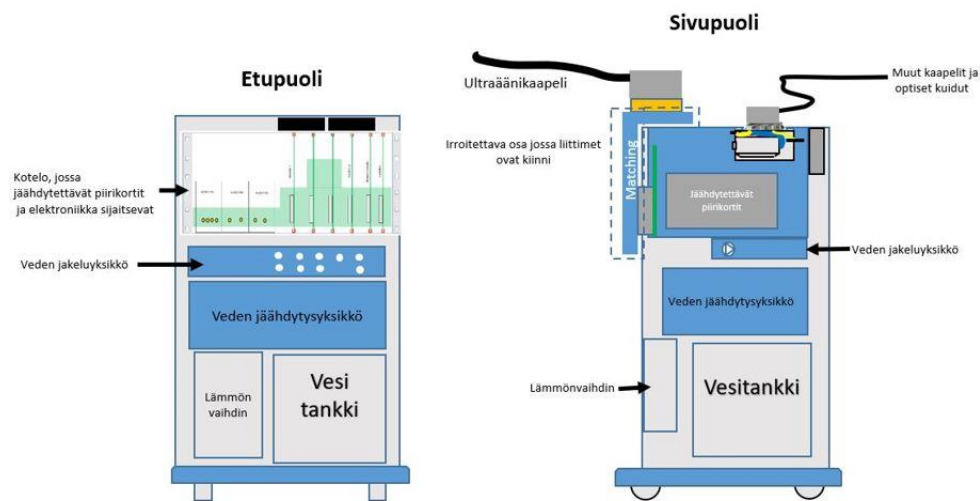 Etupuoli
Kotelo, jossa
jäähdytettävät piirikortit
ja elektroniikka sijaitsevat
Veden jakeluyksikkö
Veden jäähdytysyksikkö
Lämmön
vaihdin
Vesi
tankki
Sivupuoli
Ultraäänikaapeli
Muut kaapelit ja
optiset kuidut
Irroitettava osa jossa liittimet
ovat kiinni
Matching
Jäähdytettävät
piirikortit
Veden jakeluyksikkö
Veden jäähdytysyksikkö
Lämmönvaihdin
Vesitankki